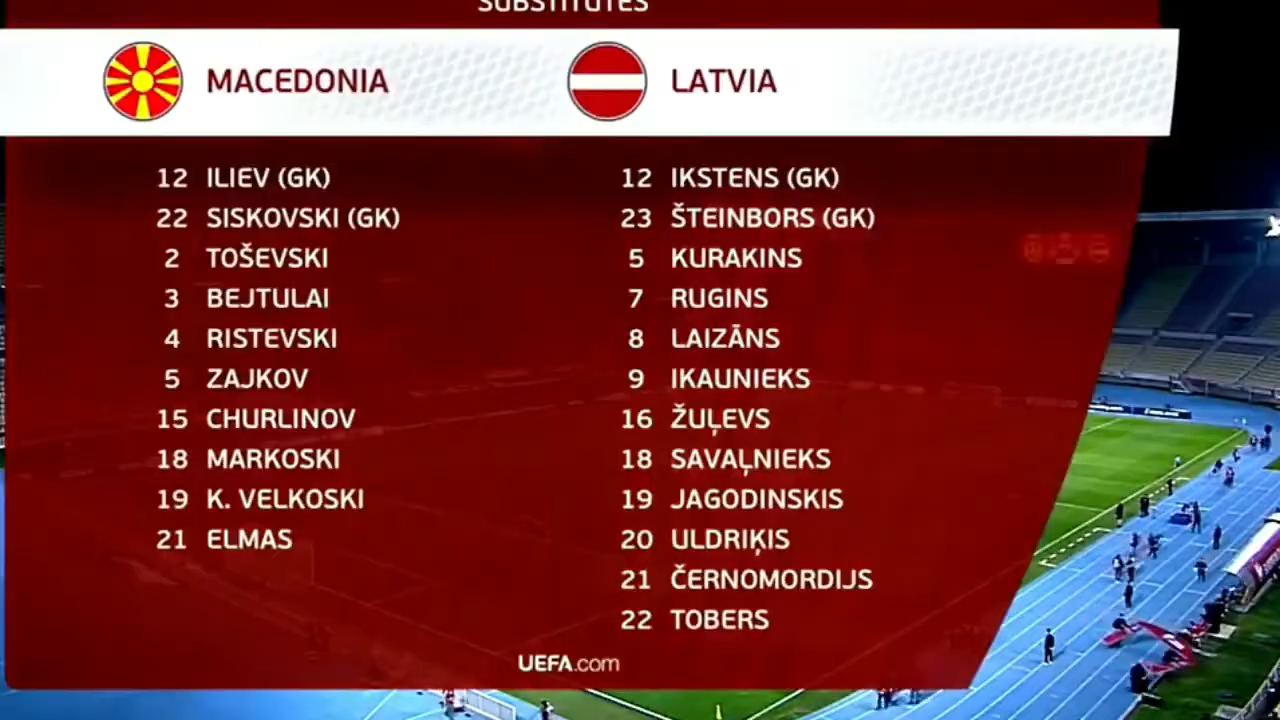 SUBSTITUTES
MACEDONIA LATVIA
12 ILIEV (GK) 12 IKSTENS (GK)
22 SISKOVSKI (GK) 23 ŠTEINBORS (GK)
2 TOŠEVSKI 5 KURAKINS
3 BEJTULAI 7 RUGINS
4 RISTEVSKI 8 LAIZĀNS
5 ZAJKOV 9 IKAUNIEKS
15 CHURLINOV 16 ŽUĻEVS
18 MARKOSKI 18 SAVAĻNIEKS
19 K. VELKOSKI 19 JAGODINSKIS
21 ELMAS 20 ULDRIĶIS
21 ČERNOMORDIJS
22 TOBERS
UEFA.com